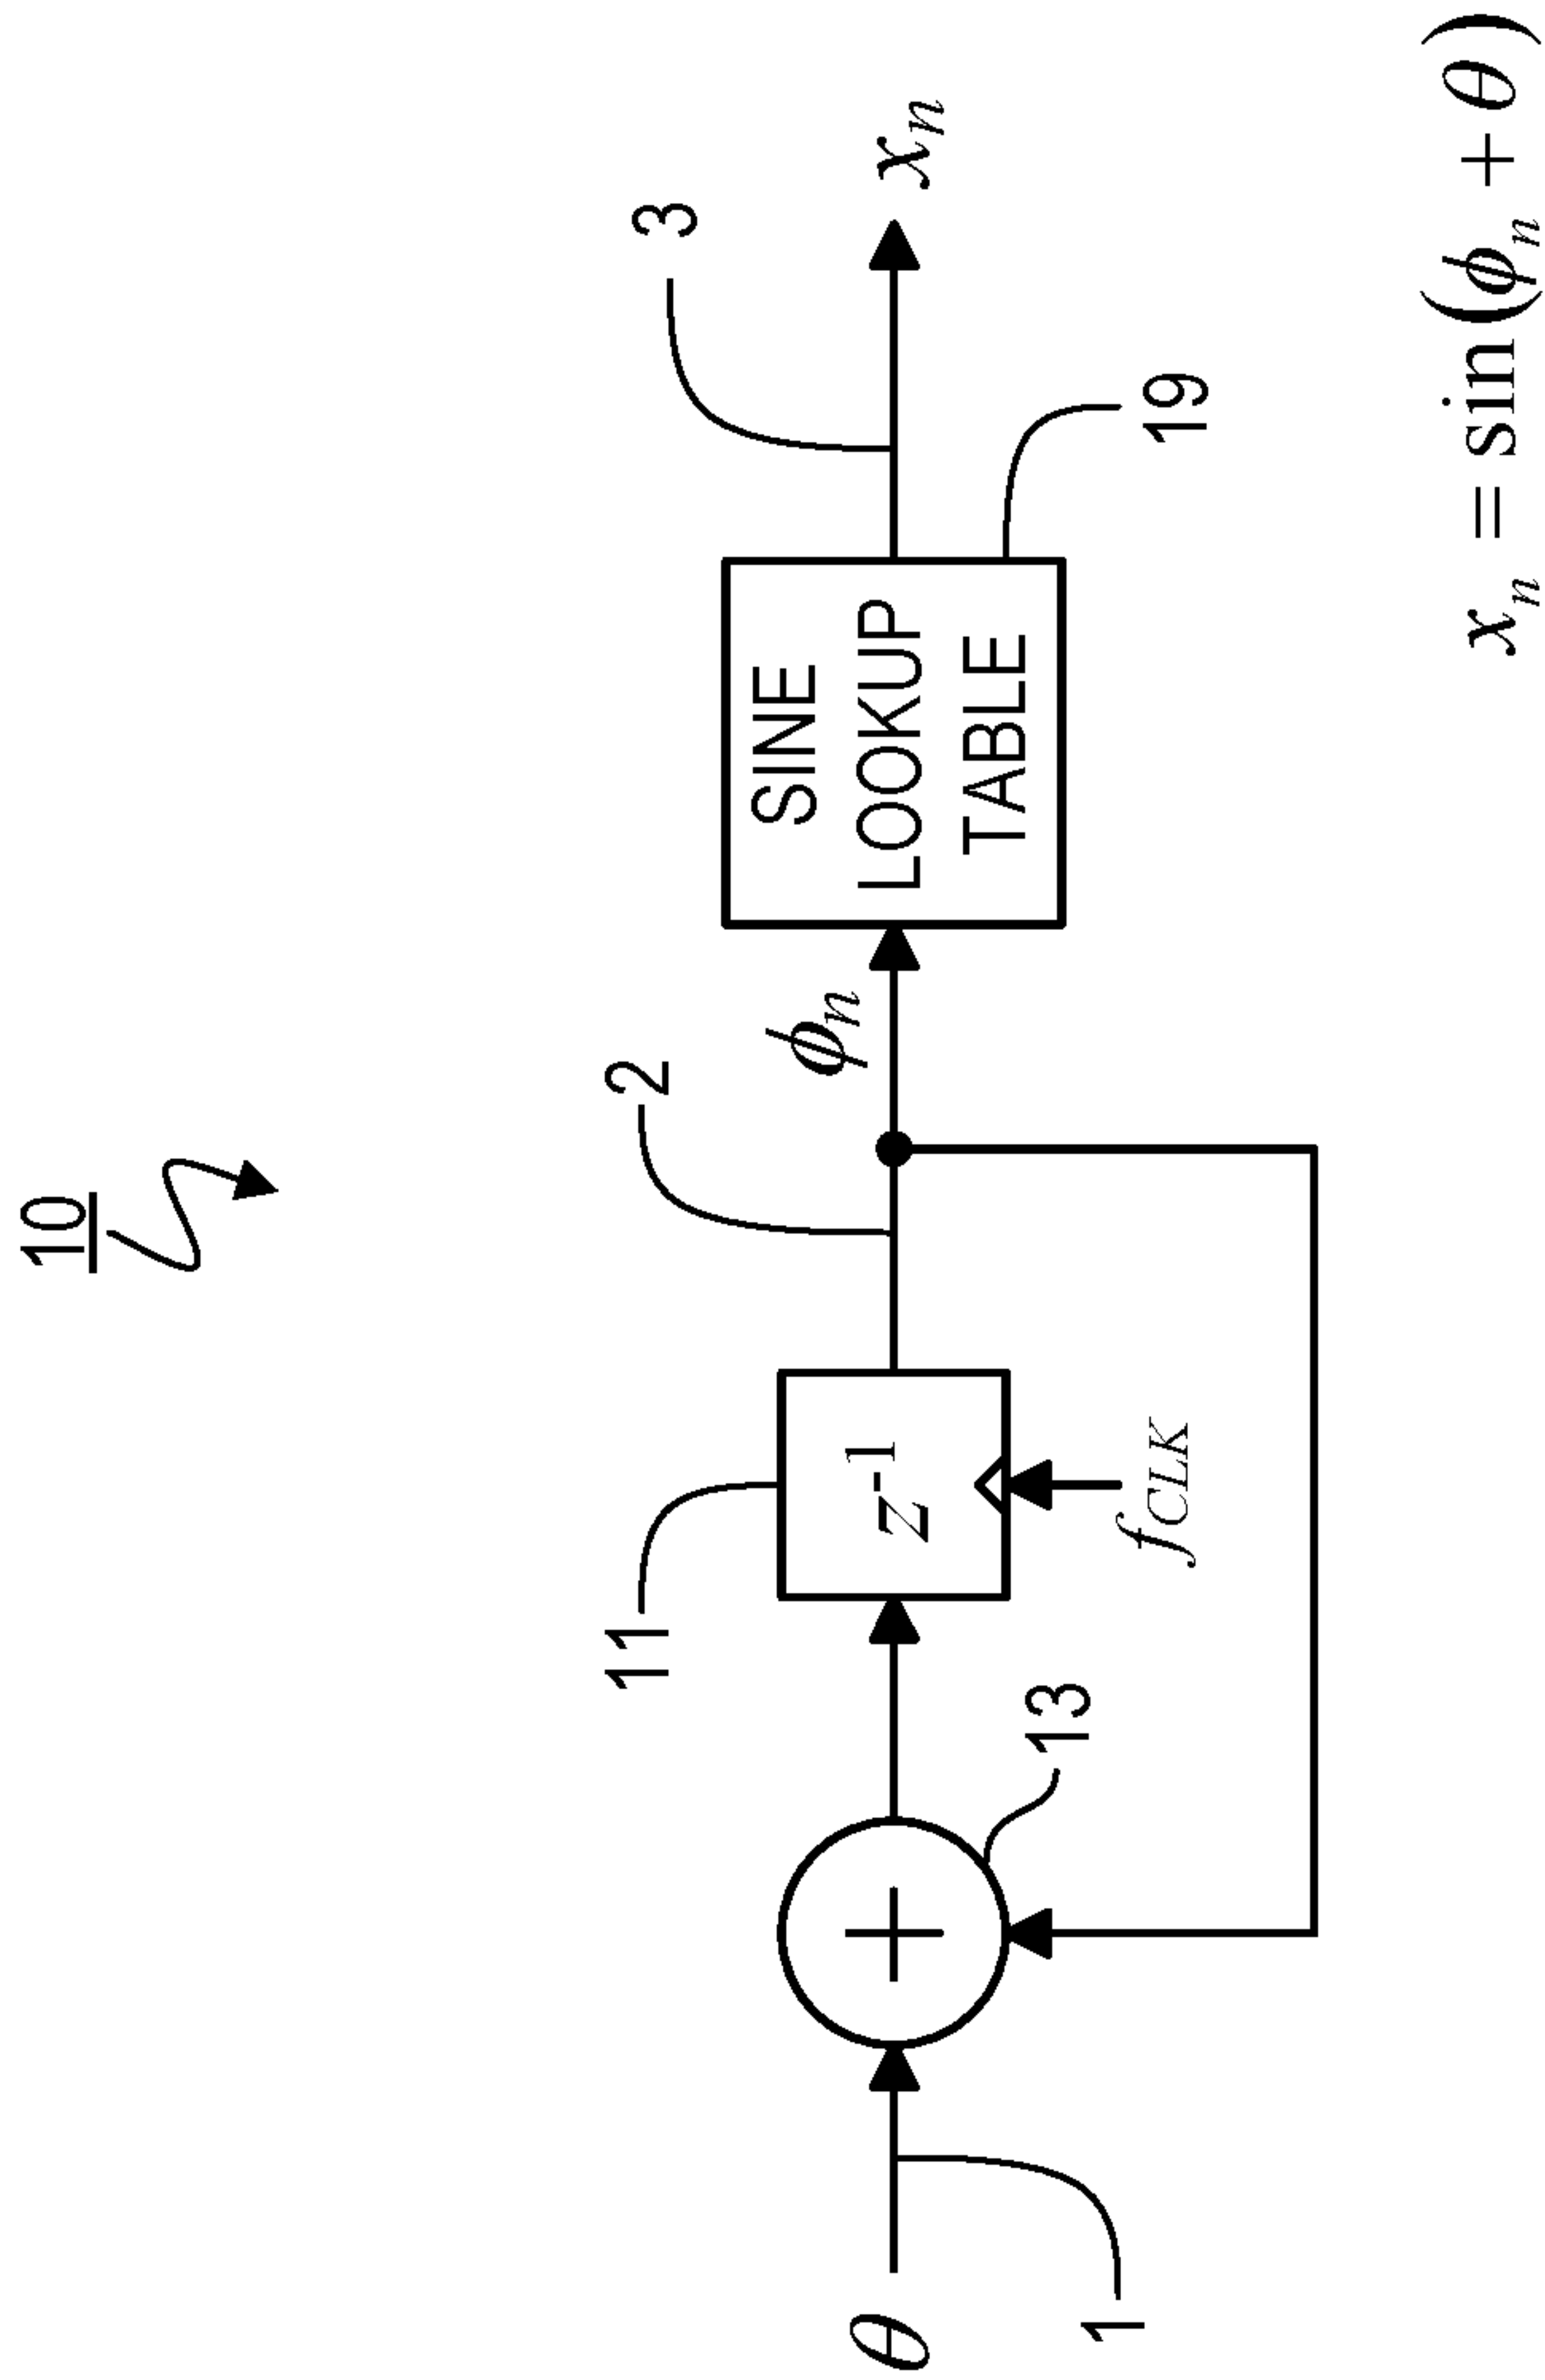 10
3
x_n
2
ϕ_n
11
SINE
LOOKUP
TABLE
z^-1
19
13
f_CLK
θ
1
x_n = sin(ϕ_n + θ)